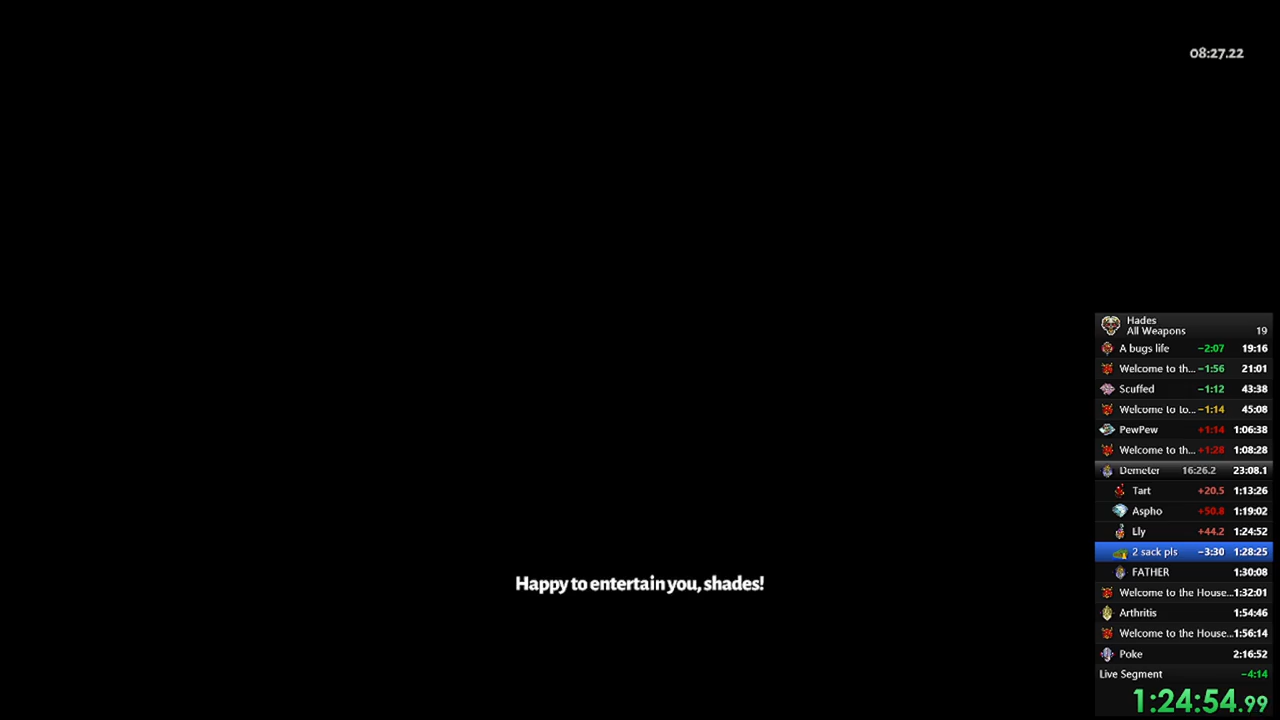 08:27.22
Hades
All Weapons 19
A bugs life -2:07 19:16
Welcome to th... -1:56 21:01
Scuffed -1:12 43:38
Welcome to to... -1:14 45:08
PewPew +1:14 1:06:38
Welcome to th... +1:28 1:08:28
Demeter 16:26.2 23:08.1
Tart +20.5 1:13:26
Aspho +50.8 1:19:02
Lly +44.2 1:24:52
2 sack pls -3:30 1:28:25
FATHER 1:30:08
Happy to entertain you, shades!
Welcome to the House... 1:32:01
Arthritis 1:54:46
Welcome to the House... 1:56:14
Poke 2:16:52
Live Segment -4:14
1:24:54.99